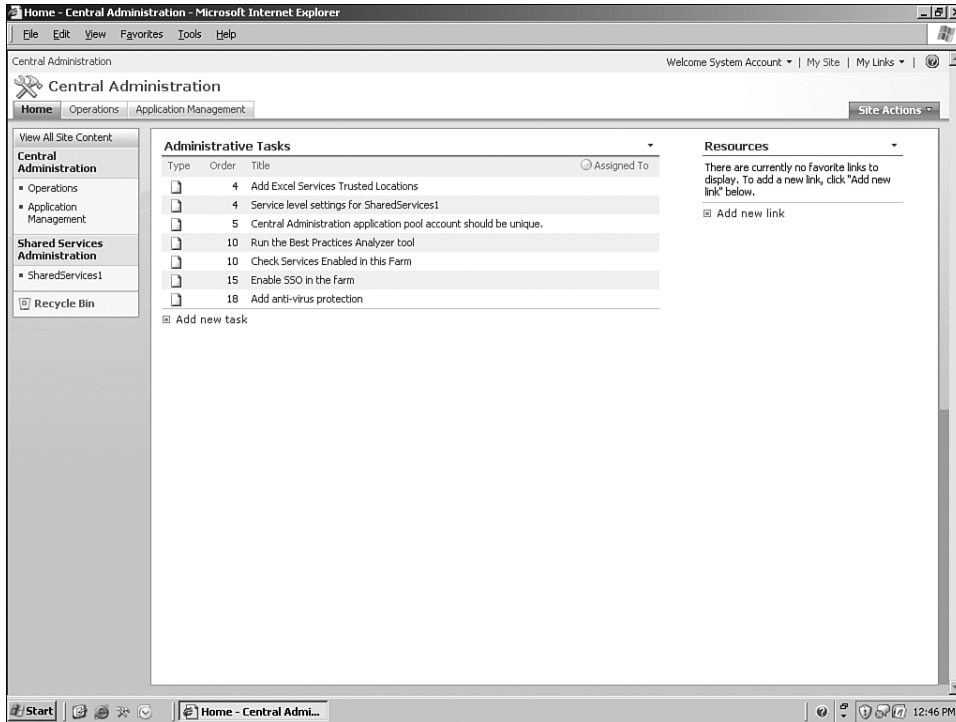 Home - Central Administration - Microsoft Internet Explorer
File Edit View Favorites Tools Help
Central Administration
Welcome System Account | My Site | My Links |
Central Administration
Home Operations Application Management
Site Actions
View All Site Content
Central Administration
Operations
Application
Management
Shared Services
Administration
SharedServices1
Recycle Bin
Administrative Tasks
Type Order Title Assigned To
4 Add Excel Services Trusted Locations
4 Service level settings for SharedServices1
5 Central Administration application pool account should be unique.
10 Run the Best Practices Analyzer tool
10 Check Services Enabled in this Farm
15 Enable SSO in the farm
18 Add anti-virus protection
Add new task
Resources
There are currently no favorite links to
display. To add a new link, click "Add new
link" below.
Add new link
Start
Home - Central Admi...
12:46 PM